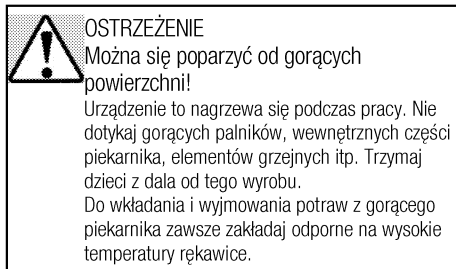 OSTRZEŻENIE
Można się poparzyć od gorących
powierzchni!
Urządzenie to nagrzewa się podczas pracy. Nie
dotykaj gorących palników, wewnętrznych części
piekarnika, elementów grzejnych itp. Trzymaj
dzieci z dala od tego wyrobu.
Do wkładania i wyjmowania potraw z gorącego
piekarnika zawsze zakładaj odporne na wysokie
temperatury rękawice.